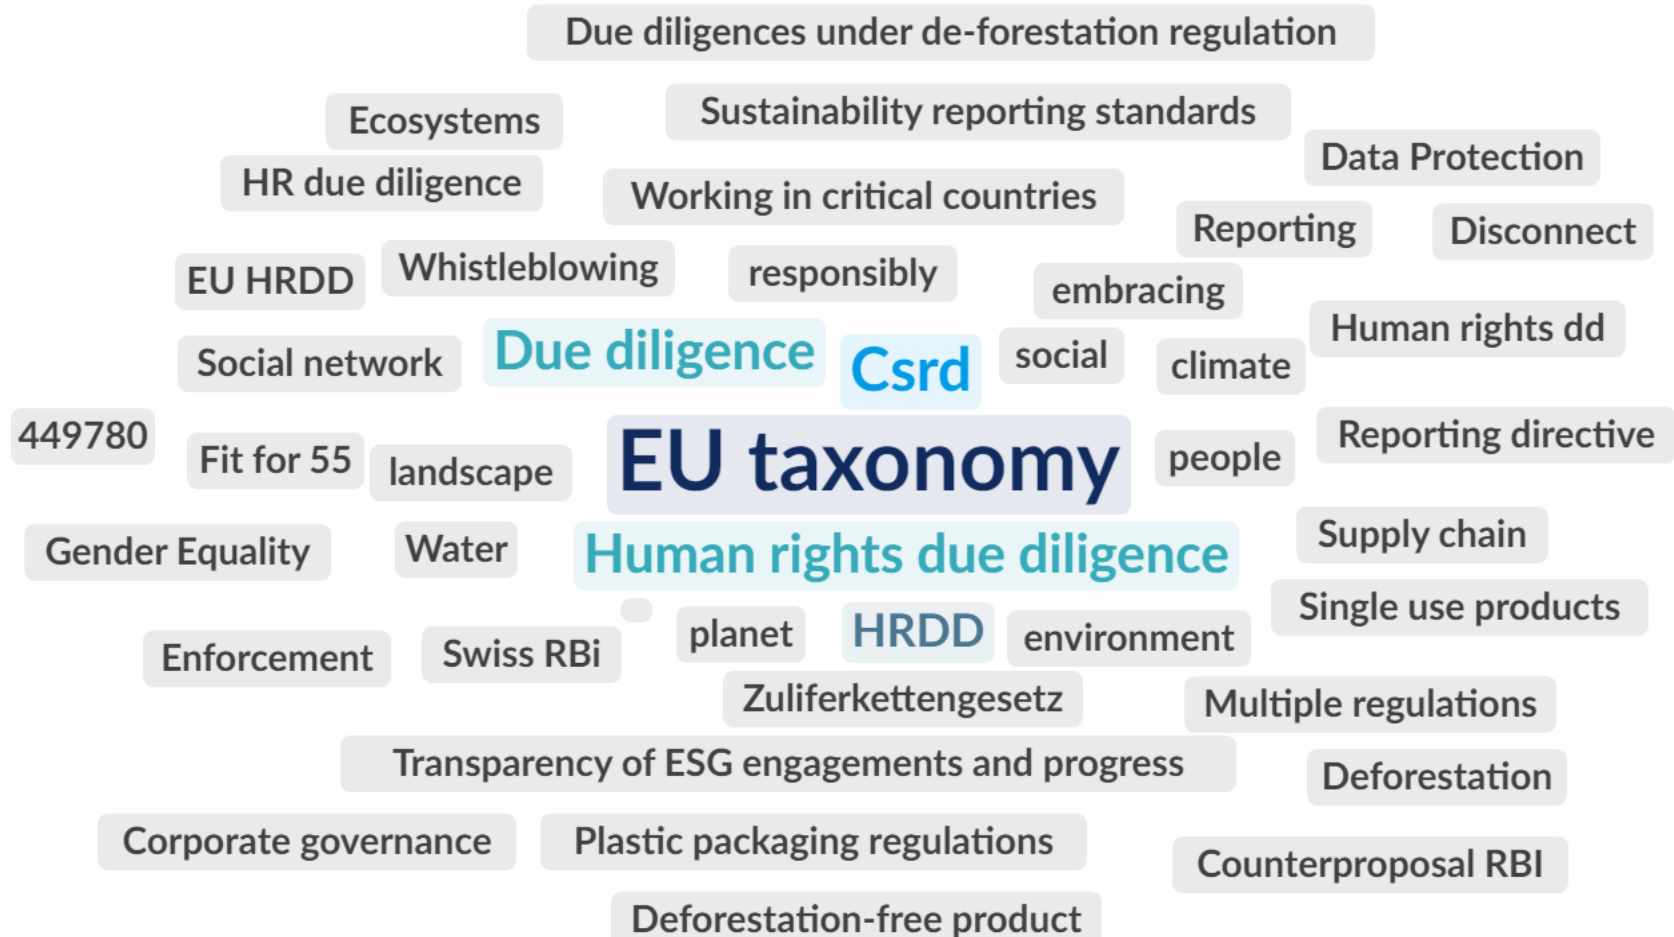 Due diligences under de-forestation regulation
Ecosystems
Sustainability reporting standards
Data Protection
HR due diligence
Working in critical countries
Reporting
Disconnect
EU HRDD
Whistleblowing
responsibly
embracing
Human rights dd
Social network
Due diligence
Csrd
social
climate
449780
Fit for 55
landscape
EU taxonomy
people
Reporting directive
Gender Equality
Water
Human rights due diligence
Supply chain
Single use products
Enforcement
Swiss RBi
planet
HRDD
environment
Zuliferkettengesetz
Multiple regulations
Transparency of ESG engagements and progress
Deforestation
Corporate governance
Plastic packaging regulations
Counterproposal RBI
Deforestation-free product